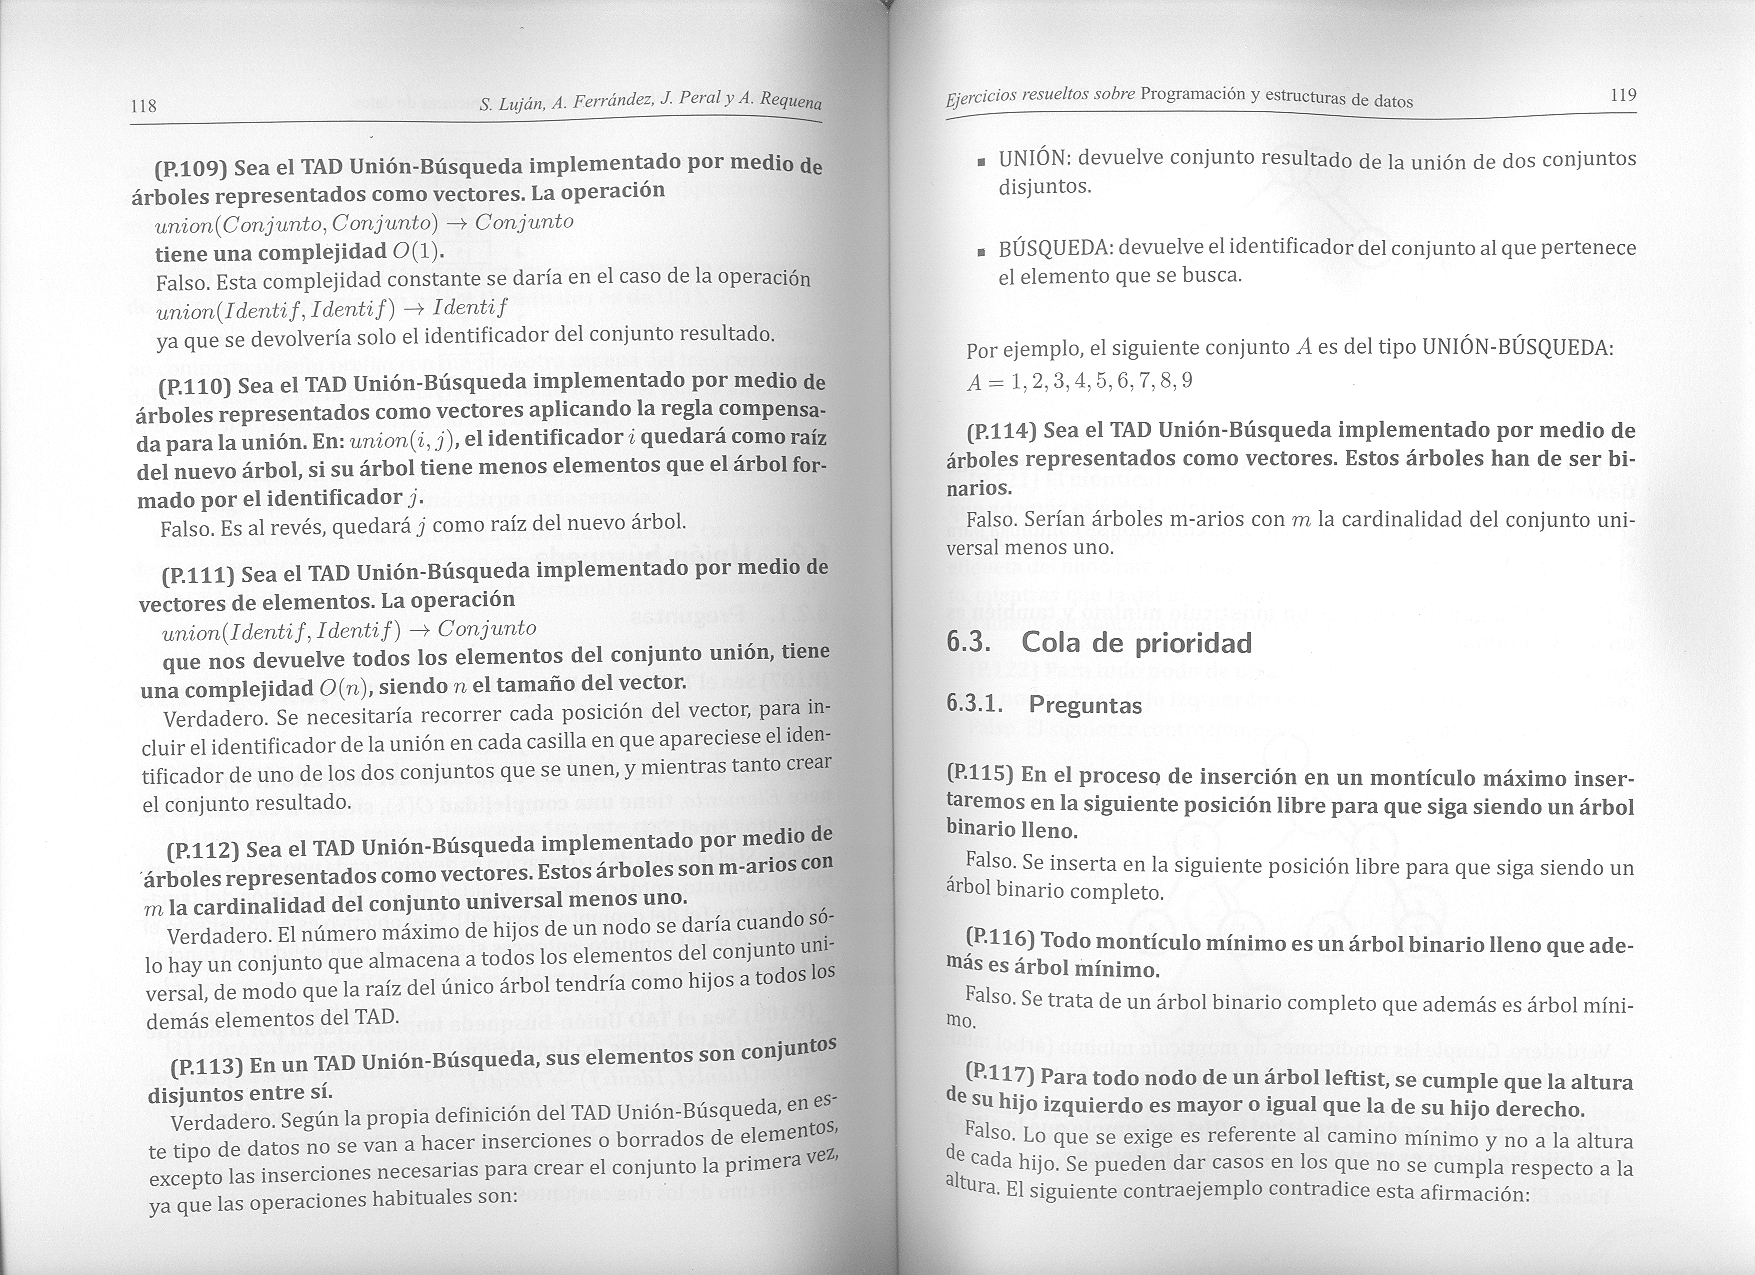 118 S. Luján, A. Ferrández, J. Peral y A. Requena
(P.109) Sea el TAD Unión-Búsqueda implementado por medio de
árboles representados como vectores. La operación
union(Conjunto, Conjunto) → Conjunto
tiene una complejidad O(1).
Falso. Esta complejidad constante se daría en el caso de la operación
union(Identif, Identif) → Identif
ya que se devolvería solo el identificador del conjunto resultado.
(P.110) Sea el TAD Unión-Búsqueda implementado por medio de
árboles representados como vectores aplicando la regla compensa-
da para la unión. En: union(i, j), el identificador i quedará como raíz
del nuevo árbol, si su árbol tiene menos elementos que el árbol for-
mado por el identificador j.
Falso. Es al revés, quedará j como raíz del nuevo árbol.
(P.111) Sea el TAD Unión-Búsqueda implementado por medio de
vectores de elementos. La operación
union(Identif, Identif) → Conjunto
que nos devuelve todos los elementos del conjunto unión, tiene
una complejidad O(n), siendo n el tamaño del vector.
Verdadero. Se necesitaría recorrer cada posición del vector, para in-
cluir el identificador de la unión en cada casilla en que apareciese el iden-
tificador de uno de los dos conjuntos que se unen, y mientras tanto crear
el conjunto resultado.
(P.112) Sea el TAD Unión-Búsqueda implementado por medio de
árboles representados como vectores. Estos árboles son m-arios con
m la cardinalidad del conjunto universal menos uno.
Verdadero. El número máximo de hijos de un nodo se daría cuando só-
lo hay un conjunto que almacena a todos los elementos del conjunto uni-
versal, de modo que la raíz del único árbol tendría como hijos a todos los
demás elementos del TAD.
(P.113) En un TAD Unión-Búsqueda, sus elementos son conjuntos
disjuntos entre sí.
Verdadero. Según la propia definición del TAD Unión-Búsqueda, en es-
te tipo de datos no se van a hacer inserciones o borrados de elementos,
excepto las inserciones necesarias para crear el conjunto la primera vez,
ya que las operaciones habituales son:
Ejercicios resueltos sobre Programación y estructuras de datos 119
▪ UNIÓN: devuelve conjunto resultado de la unión de dos conjuntos
disjuntos.
▪ BÚSQUEDA: devuelve el identificador del conjunto al que pertenece
el elemento que se busca.
Por ejemplo, el siguiente conjunto A es del tipo UNIÓN-BÚSQUEDA:
A = 1, 2, 3, 4, 5, 6, 7, 8, 9
(P.114) Sea el TAD Unión-Búsqueda implementado por medio de
árboles representados como vectores. Estos árboles han de ser bi-
narios.
Falso. Serían árboles m-arios con m la cardinalidad del conjunto uni-
versal menos uno.
6.3. Cola de prioridad
6.3.1. Preguntas
(P.115) En el proceso de inserción en un montículo máximo inser-
taremos en la siguiente posición libre para que siga siendo un árbol
binario lleno.
Falso. Se inserta en la siguiente posición libre para que siga siendo un
árbol binario completo.
(P.116) Todo montículo mínimo es un árbol binario lleno que ade-
más es árbol mínimo.
Falso. Se trata de un árbol binario completo que además es árbol míni-
mo.
(P.117) Para todo nodo de un árbol leftist, se cumple que la altura
de su hijo izquierdo es mayor o igual que la de su hijo derecho.
Falso. Lo que se exige es referente al camino mínimo y no a la altura
de cada hijo. Se pueden dar casos en los que no se cumpla respecto a la
altura. El siguiente contraejemplo contradice esta afirmación: